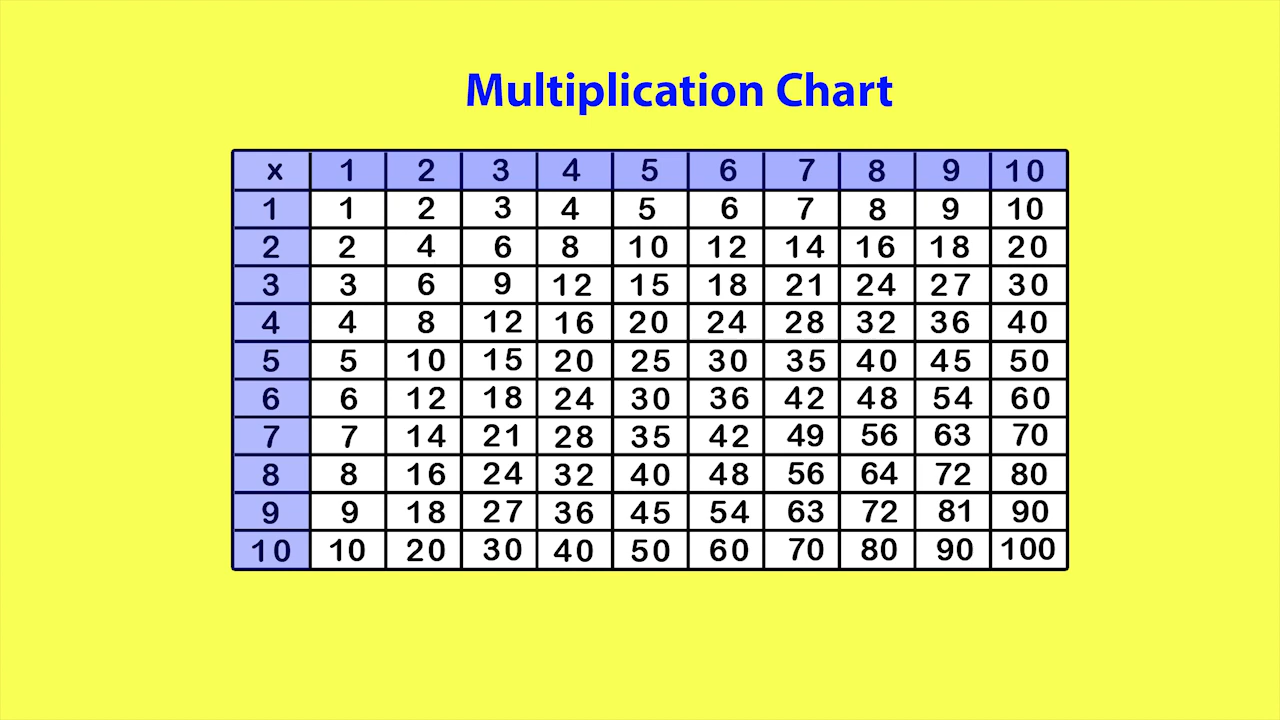 Multiplication Chart
x 1 2 3 4 5 6 7 8 9 10
1 1 2 3 4 5 6 7 8 9 10
2 2 4 6 8 10 12 14 16 18 20
3 3 6 9 12 15 18 21 24 27 30
4 4 8 12 16 20 24 28 32 36 40
5 5 10 15 20 25 30 35 40 45 50
6 6 12 18 24 30 36 42 48 54 60
7 7 14 21 28 35 42 49 56 63 70
8 8 16 24 32 40 48 56 64 72 80
9 9 18 27 36 45 54 63 72 81 90
10 10 20 30 40 50 60 70 80 90 100